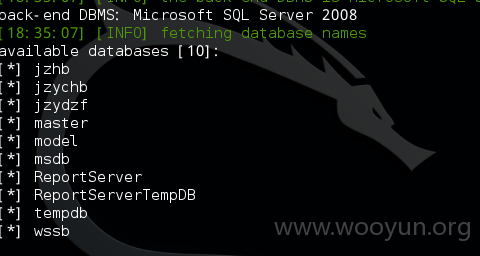 back-end DBMS: Microsoft SQL Server 2008
[18:35:07] [INFO] fetching database names
available databases [10]:
[*] jzhb
[*] jzychb
[*] jzydzf
[*] master
[*] model
[*] msdb
[*] ReportServer
[*] ReportServerTempDB
[*] tempdb
[*] wssb
www.wooyun.org